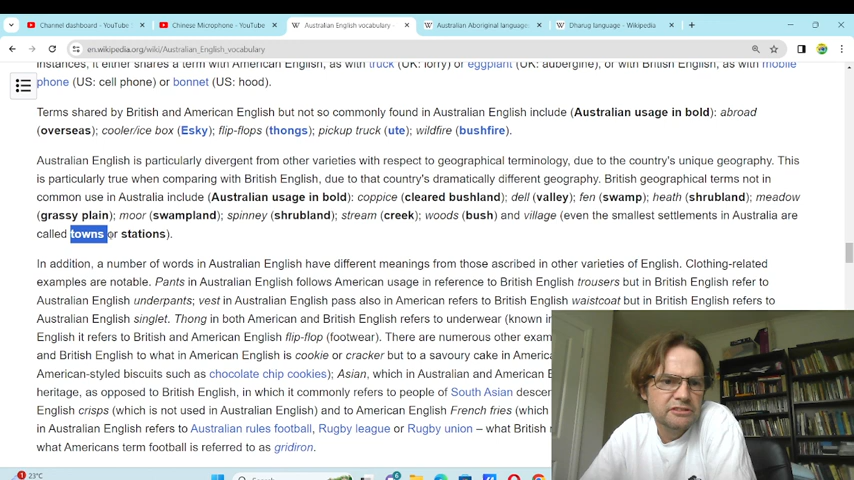 Channel dashboard - YouTube
Chinese Microphone - YouTube
Australian English vocabulary -
Australian Aboriginal language
Dharug language - Wikipedia
en.wikipedia.org/wiki/Australian_English_vocabulary
instances, it either shares a term with American English, as with truck (UK: lorry) or eggplant (UK: aubergine), or with British English, as with mobile
phone (US: cell phone) or bonnet (US: hood).
Terms shared by British and American English but not so commonly found in Australian English include (Australian usage in bold): abroad
(overseas); cooler/ice box (Esky); flip-flops (thongs); pickup truck (ute); wildfire (bushfire).
Australian English is particularly divergent from other varieties with respect to geographical terminology, due to the country's unique geography. This
is particularly true when comparing with British English, due to that country's dramatically different geography. British geographical terms not in
common use in Australia include (Australian usage in bold): coppice (cleared bushland); dell (valley); fen (swamp); heath (shrubland); meadow
(grassy plain); moor (swampland); spinney (shrubland); stream (creek); woods (bush) and village (even the smallest settlements in Australia are
called towns or stations).
In addition, a number of words in Australian English have different meanings from those ascribed in other varieties of English. Clothing-related
examples are notable. Pants in Australian English follows American usage in reference to British English trousers but in British English refer to
Australian English underpants; vest in Australian English pass also in American refers to British English waistcoat but in British English refers to
Australian English singlet. Thong in both American and British English refers to underwear (known in
English it refers to British and American English flip-flop (footwear). There are numerous other exam
and British English to what in American English is cookie or cracker but to a savoury cake in America
American-styled biscuits such as chocolate chip cookies); Asian, which in Australian and American E
heritage, as opposed to British English, in which it commonly refers to people of South Asian descen
English crisps (which is not used in Australian English) and to American English French fries (which
in Australian English refers to Australian rules football, Rugby league or Rugby union – what British r
what Americans term football is referred to as gridiron.
23°C
Search